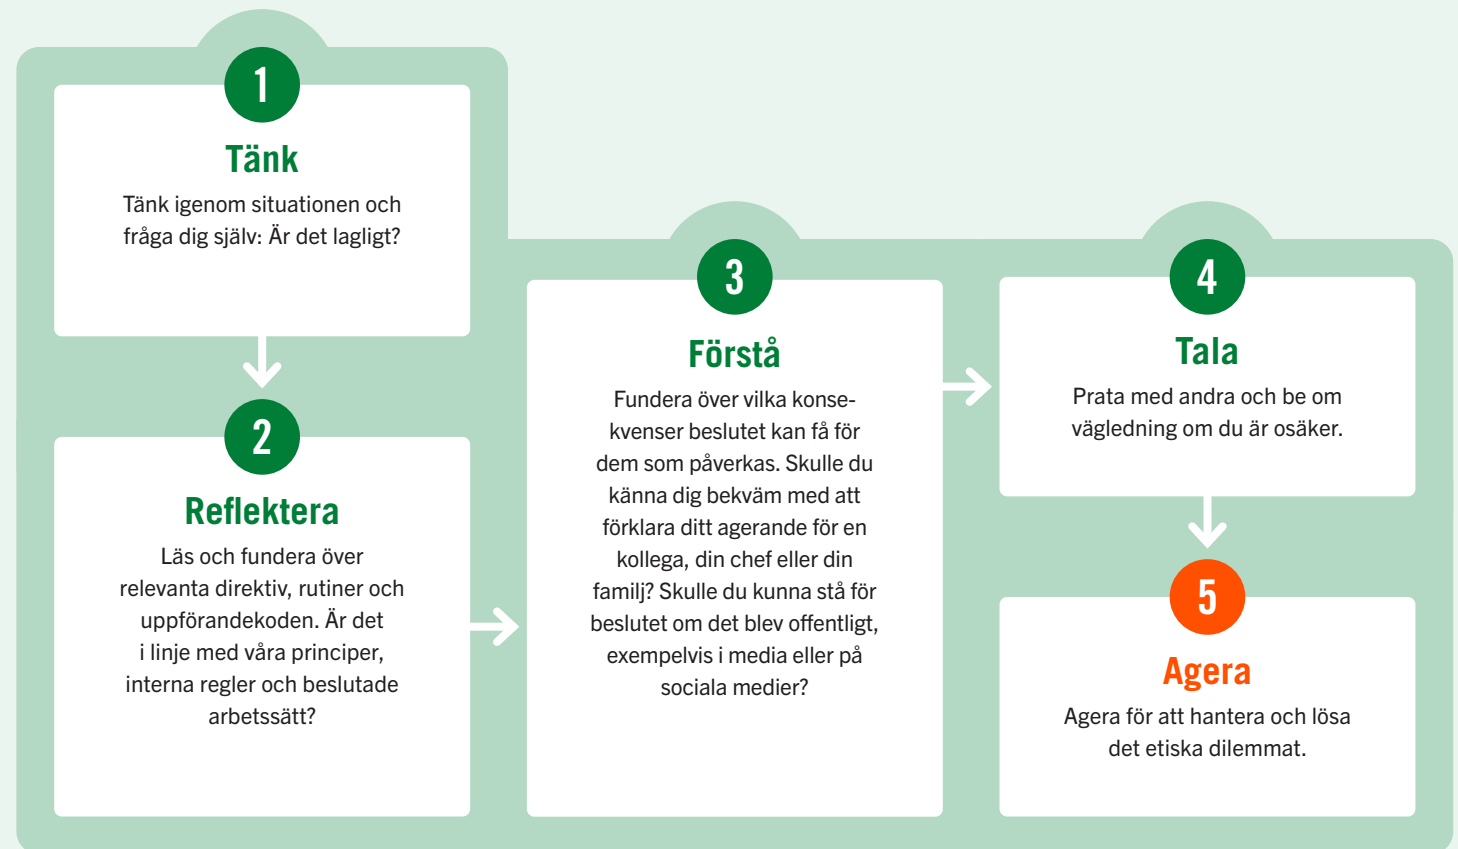 1
Tänk
Tänk igenom situationen och
fråga dig själv: Är det lagligt?
2
Reflektera
Läs och fundera över
relevanta direktiv, rutiner och
uppförandekoden. Är det
i linje med våra principer,
interna regler och beslutade
arbetssätt?
3
Förstå
Fundera över vilka konse-
kvenser beslutet kan få för
dem som påverkas. Skulle du
känna dig bekväm med att
förklara ditt agerande för en
kollega, din chef eller din
familj? Skulle du kunna stå för
beslutet om det blev offentligt,
exempelvis i media eller på
sociala medier?
4
Tala
Prata med andra och be om
vägledning om du är osäker.
5
Agera
Agera för att hantera och lösa
det etiska dilemmat.